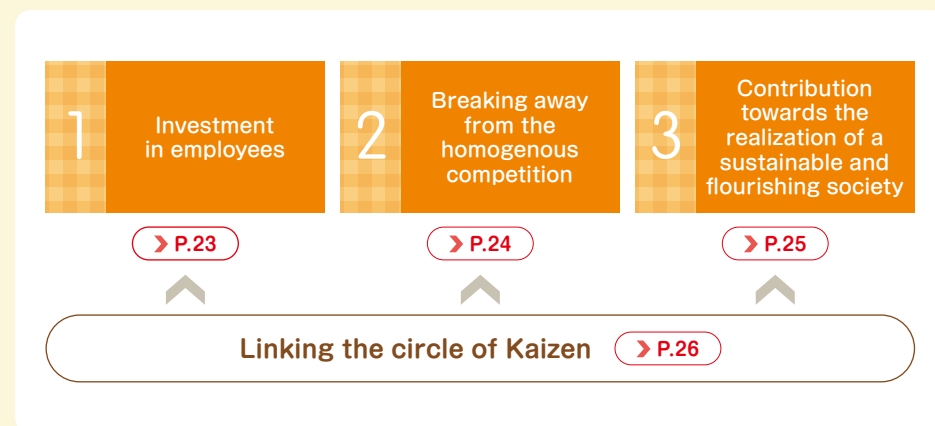 1
Investment
in employees
2
Breaking away
from the
homogenous
competition
3
Contribution
towards the
realization of a
sustainable and
flourishing society
P.23
P.24
P.25
Linking the circle of Kaizen
P.26